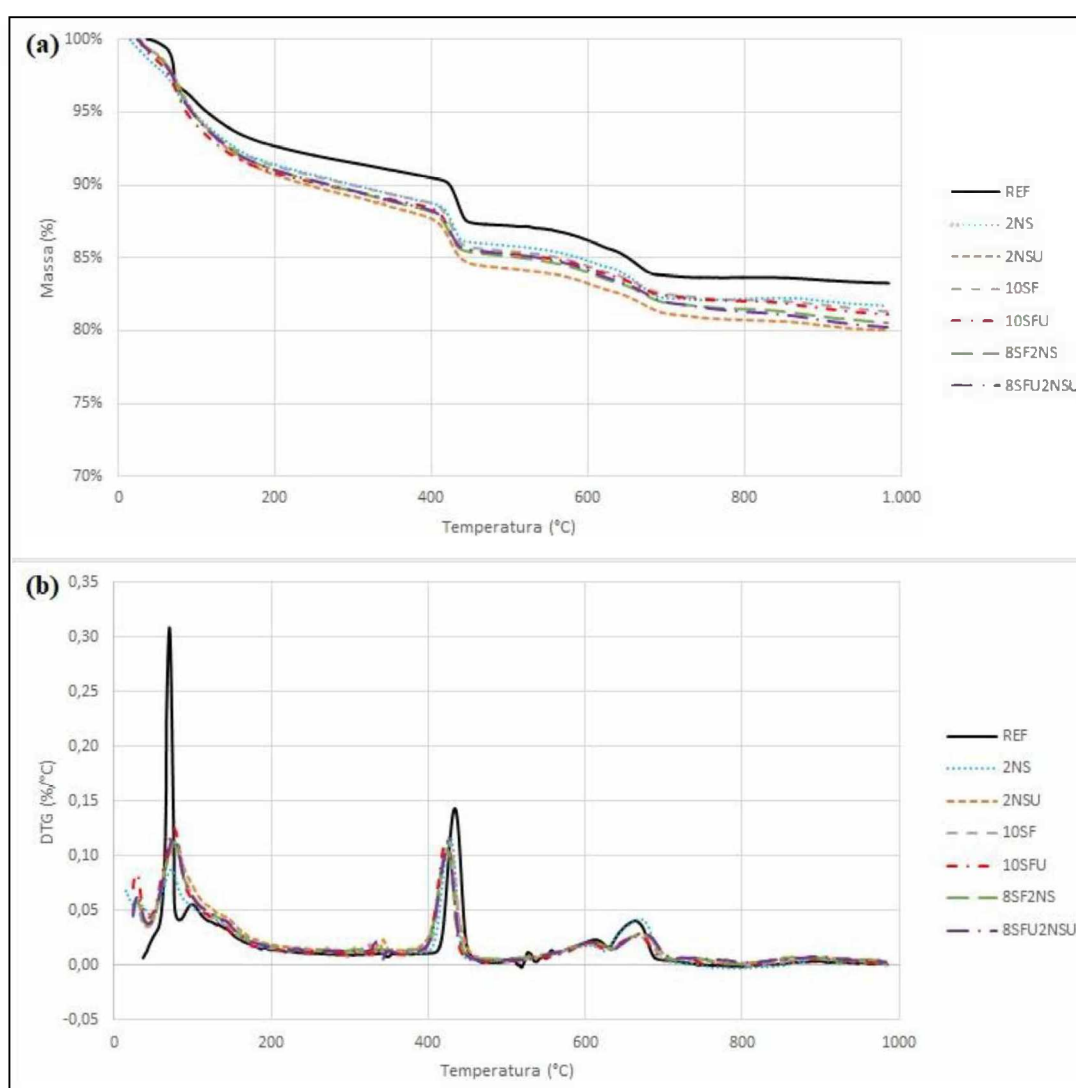 (a)
100%
95%
90%
85%
80%
75%
70%
Massa (%)
0 200 400 600 800 1.000
Temperatura (°C)
REF
2NS
2NSU
10SF
10SFU
8SF2NS
8SFU2NSU
(b)
0,35
0,30
0,25
0,20
0,15
0,10
0,05
0,00
-0,05
DTG (%/°C)
0 200 400 600 800 1000
Temperatura (°C)
REF
2NS
2NSU
10SF
10SFU
8SF2NS
8SFU2NSU